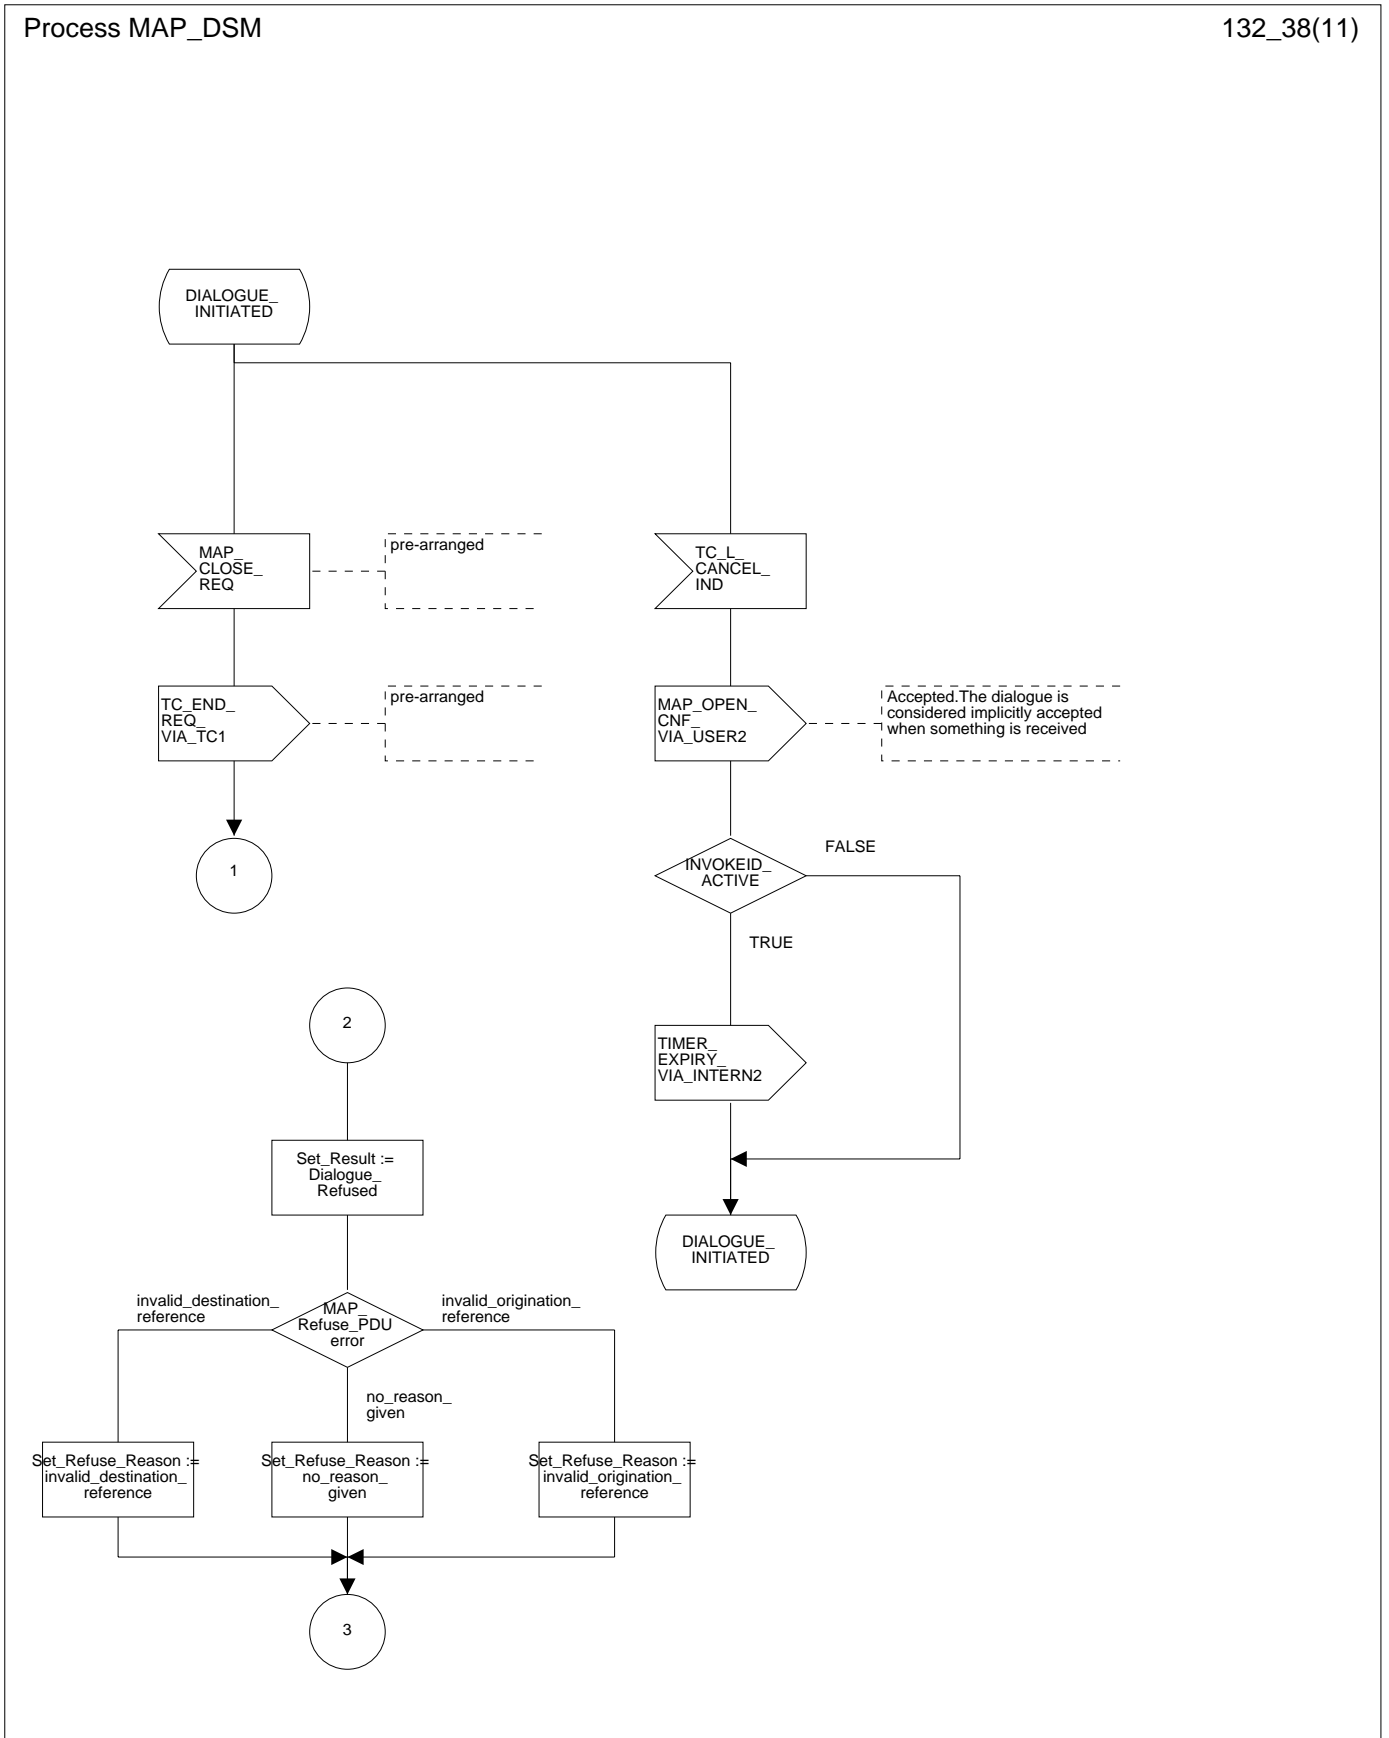 Process MAP_DSM
132_38(11)
DIALOGUE_
INITIATED
MAP_
CLOSE_
REQ
pre-arranged
TC_L_
CANCEL_
IND
TC_END_
REQ_
VIA_TC1
pre-arranged
MAP_OPEN_
CNF_
VIA_USER2
Accepted.The dialogue is
considered implicitly accepted
when something is received
1
INVOKEID_
ACTIVE
FALSE
TRUE
2
TIMER_
EXPIRY_
VIA_INTERN2
Set_Result :=
Dialogue_
Refused
DIALOGUE_
INITIATED
invalid_destination_
reference
MAP_
Refuse_PDU
error
invalid_origination_
reference
no_reason_
given
Set_Refuse_Reason :=
invalid_destination_
reference
Set_Refuse_Reason :=
no_reason_
given
Set_Refuse_Reason :=
invalid_origination_
reference
3